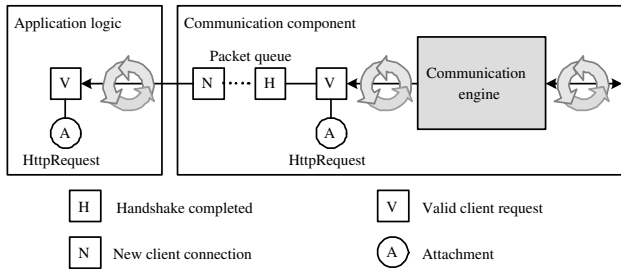 Application logic
Communication component
Packet queue
V
N
H
V
Communication
engine
A
A
HttpRequest
HttpRequest
H
Handshake completed
V
Valid client request
N
New client connection
A
Attachment